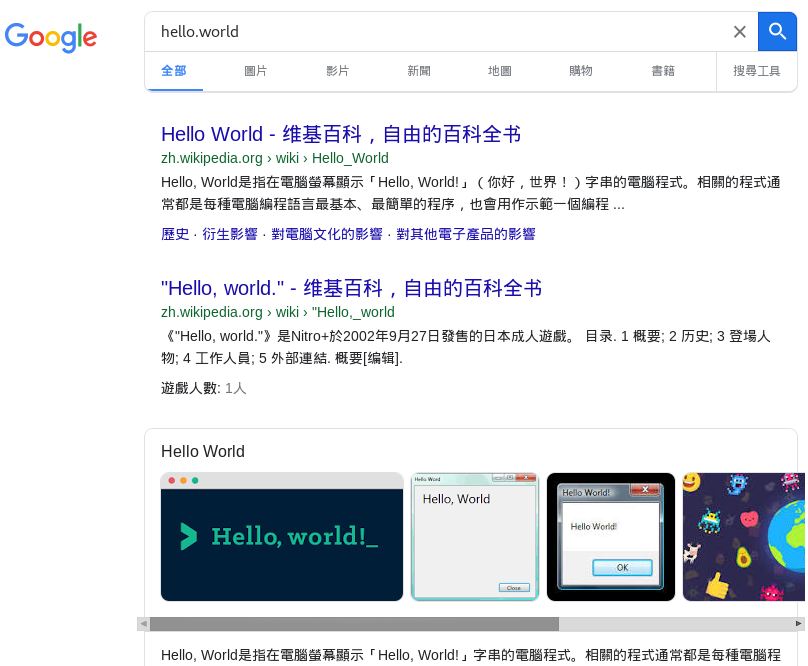 Google
hello.world
全部 圖片 影片 新聞 地圖 購物 書籍 搜尋工具
Hello World - 维基百科，自由的百科全书
zh.wikipedia.org › wiki › Hello_World
Hello, World是指在電腦螢幕顯示「Hello, World!」（你好，世界！）字串的電腦程式。相關的程式通
常都是每種電腦編程語言最基本、最簡單的程序，也會用作示範一個編程 ...
歷史 · 衍生影響 · 對電腦文化的影響 · 對其他電子產品的影響
"Hello, world." - 维基百科，自由的百科全书
zh.wikipedia.org › wiki › "Hello,_world
《"Hello, world."》是Nitro+於2002年9月27日發售的日本成人遊戲。 目录. 1 概要; 2 历史; 3 登場人
物; 4 工作人員; 5 外部連結. 概要[编辑].
遊戲人數: 1人
Hello World
Hello, world!_
Hello Word
Hello, World
Close
Hello World!
Hello World!
OK
Hello, World是指在電腦螢幕顯示「Hello, World!」字串的電腦程式。相關的程式通常都是每種電腦程